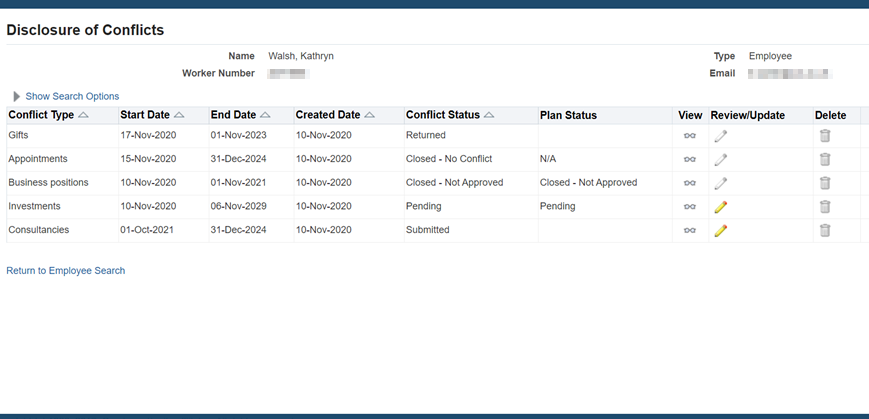 Disclosure of Conflicts
Name Walsh, Kathryn Type Employee
Worker Number Email
Show Search Options
Conflict Type Start Date End Date Created Date Conflict Status Plan Status View Review/Update Delete
Gifts 17-Nov-2020 01-Nov-2023 10-Nov-2020 Returned
Appointments 15-Nov-2020 31-Dec-2024 10-Nov-2020 Closed - No Conflict N/A
Business positions 10-Nov-2020 01-Nov-2021 10-Nov-2020 Closed - Not Approved Closed - Not Approved
Investments 10-Nov-2020 06-Nov-2029 10-Nov-2020 Pending Pending
Consultancies 01-Oct-2021 31-Dec-2024 10-Nov-2020 Submitted
Return to Employee Search